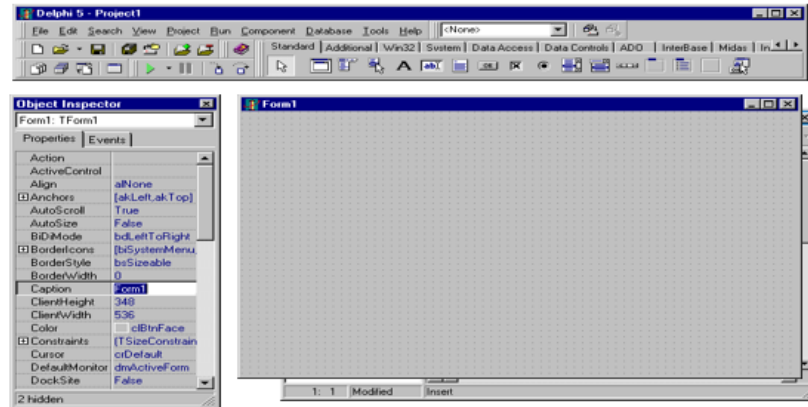 Delphi 5 - Project1
File Edit Search View Project Run Component Database Tools Help <None>
Standard Additional Win32 System Data Access Data Controls ADO InterBase Midas In
Object Inspector
Form1: TForm1
Properties Events
Action
ActiveControl
Align alNone
Anchors [akLeft,akTop]
AutoScroll True
AutoSize False
BiDiMode bdLeftToRight
BorderIcons [biSystemMenu,
BorderStyle bsSizeable
BorderWidth 0
Caption Form1
ClientHeight 348
ClientWidth 536
Color clBtnFace
Constraints (TSizeConstrain
Cursor crDefault
DefaultMonitor dmActiveForm
DockSite False
2 hidden
Form1
1: 1 Modified Insert